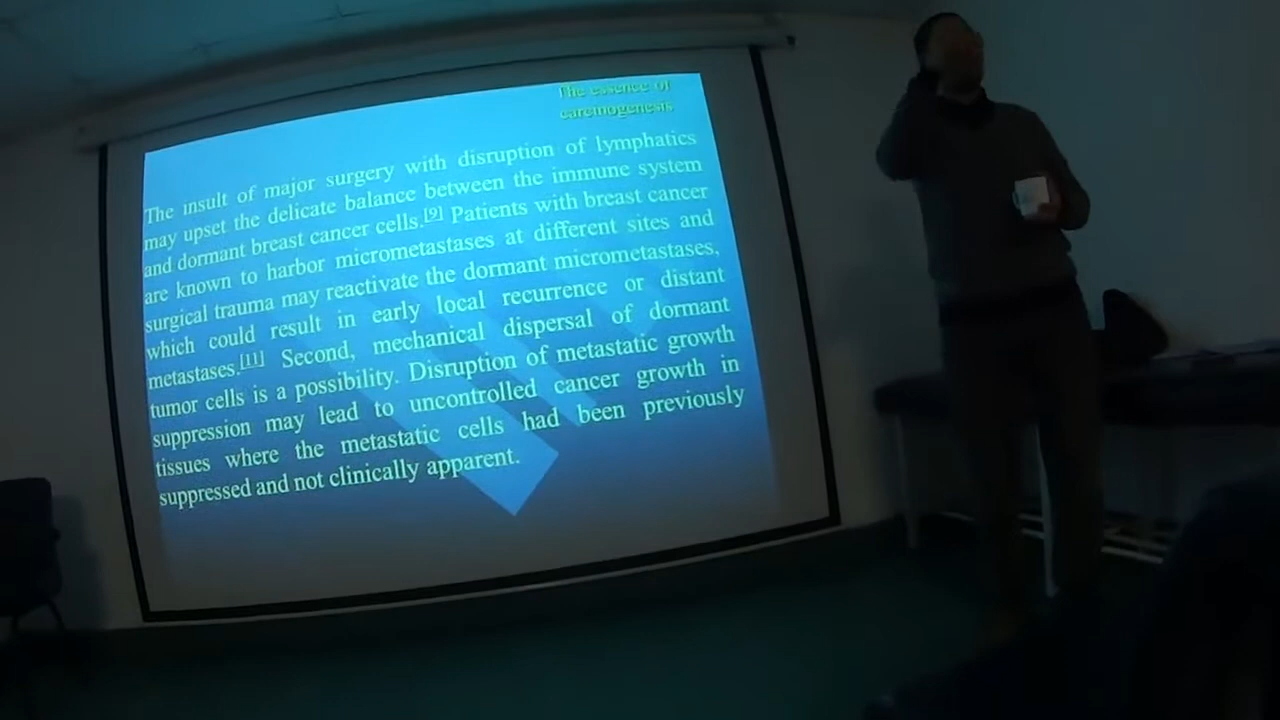 The essence of
carcinogenesis
The insult of major surgery with disruption of lymphatics
may upset the delicate balance between the immune system
and dormant breast cancer cells.[9] Patients with breast cancer
are known to harbor micrometastases at different sites and
surgical trauma may reactivate the dormant micrometastases,
which could result in early local recurrence or distant
metastases.[11] Second, mechanical dispersal of dormant
tumor cells is a possibility. Disruption of metastatic growth
suppression may lead to uncontrolled cancer growth in
tissues where the metastatic cells had been previously
suppressed and not clinically apparent.